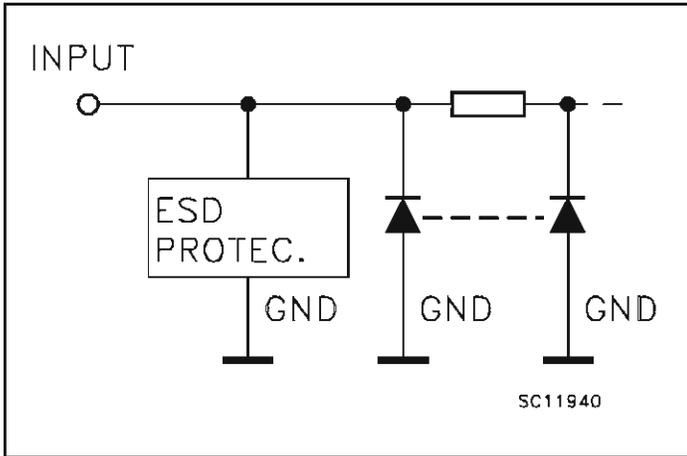 INPUT
ESD
PROTEC.
GND GND GND
SC11940